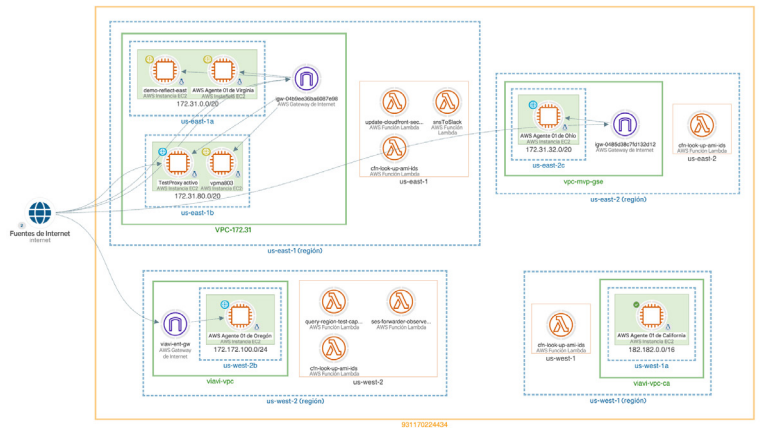 demo-reflect-east
AWS Instancia EC2
AWS Agente 01 de Virginia
AWS Instancia EC2
172.31.0.0/20
us-east-1a
igw-04b9ee36ba6887e98
AWS Gateway de Internet
TestProxy activo
AWS Instancia EC2
vpma803
AWS Instancia EC2
172.31.80.0/20
us-east-1b
VPC-172.31
update-cloudfront-sec...
AWS Función Lambda
snsToSlack
AWS Función
Lambda
cfn-look-up-ami-ids
AWS Función Lambda
us-east-1
us-east-1 (región)
AWS Agente 01 de Ohio
AWS Instancia EC2
172.31.32.0/20
us-east-2c
igw-0485d38c7fd132d12
AWS Gateway de Internet
vpc-mvp-gse
cfn-look-up-ami-ids
AWS Función Lambda
us-east-2
us-east-2 (región)
Fuentes de Internet
internet
viavi-ent-gw
AWS Gateway
de Internet
AWS Agente 01 de Oregón
AWS Instancia EC2
172.172.100.0/24
us-west-2b
viavi-vpc
query-region-test-cap...
AWS Función Lambda
ses-forwarder-observe...
AWS Función Lambda
cfn-look-up-ami-ids
AWS Función Lambda
us-west-2
us-west-2 (región)
cfn-look-up-ami-ids
AWS Función Lambda
us-west-1
AWS Agente 01 de California
AWS Instancia EC2
182.182.0.0/16
us-west-1a
viavi-vpc-ca
us-west-1 (región)
931170224434